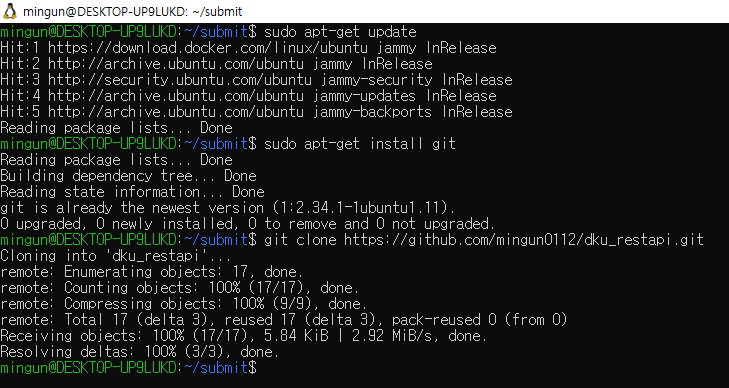 mingun@DESKTOP-UP9LUKD: ~/submit
mingun@DESKTOP-UP9LUKD:~/submit$ sudo apt-get update
Hit:1 https://download.docker.com/linux/ubuntu jammy InRelease
Hit:2 http://archive.ubuntu.com/ubuntu jammy InRelease
Hit:3 http://security.ubuntu.com/ubuntu jammy-security InRelease
Hit:4 http://archive.ubuntu.com/ubuntu jammy-updates InRelease
Hit:5 http://archive.ubuntu.com/ubuntu jammy-backports InRelease
Reading package lists... Done
mingun@DESKTOP-UP9LUKD:~/submit$ sudo apt-get install git
Reading package lists... Done
Building dependency tree... Done
Reading state information... Done
git is already the newest version (1:2.34.1-1ubuntu1.11).
0 upgraded, 0 newly installed, 0 to remove and 0 not upgraded.
mingun@DESKTOP-UP9LUKD:~/submit$ git clone https://github.com/mingun0112/dku_restapi.git
Cloning into 'dku_restapi'...
remote: Enumerating objects: 17, done.
remote: Counting objects: 100% (17/17), done.
remote: Compressing objects: 100% (9/9), done.
remote: Total 17 (delta 3), reused 17 (delta 3), pack-reused 0 (from 0)
Receiving objects: 100% (17/17), 5.84 KiB | 2.92 MiB/s, done.
Resolving deltas: 100% (3/3), done.
mingun@DESKTOP-UP9LUKD:~/submit$